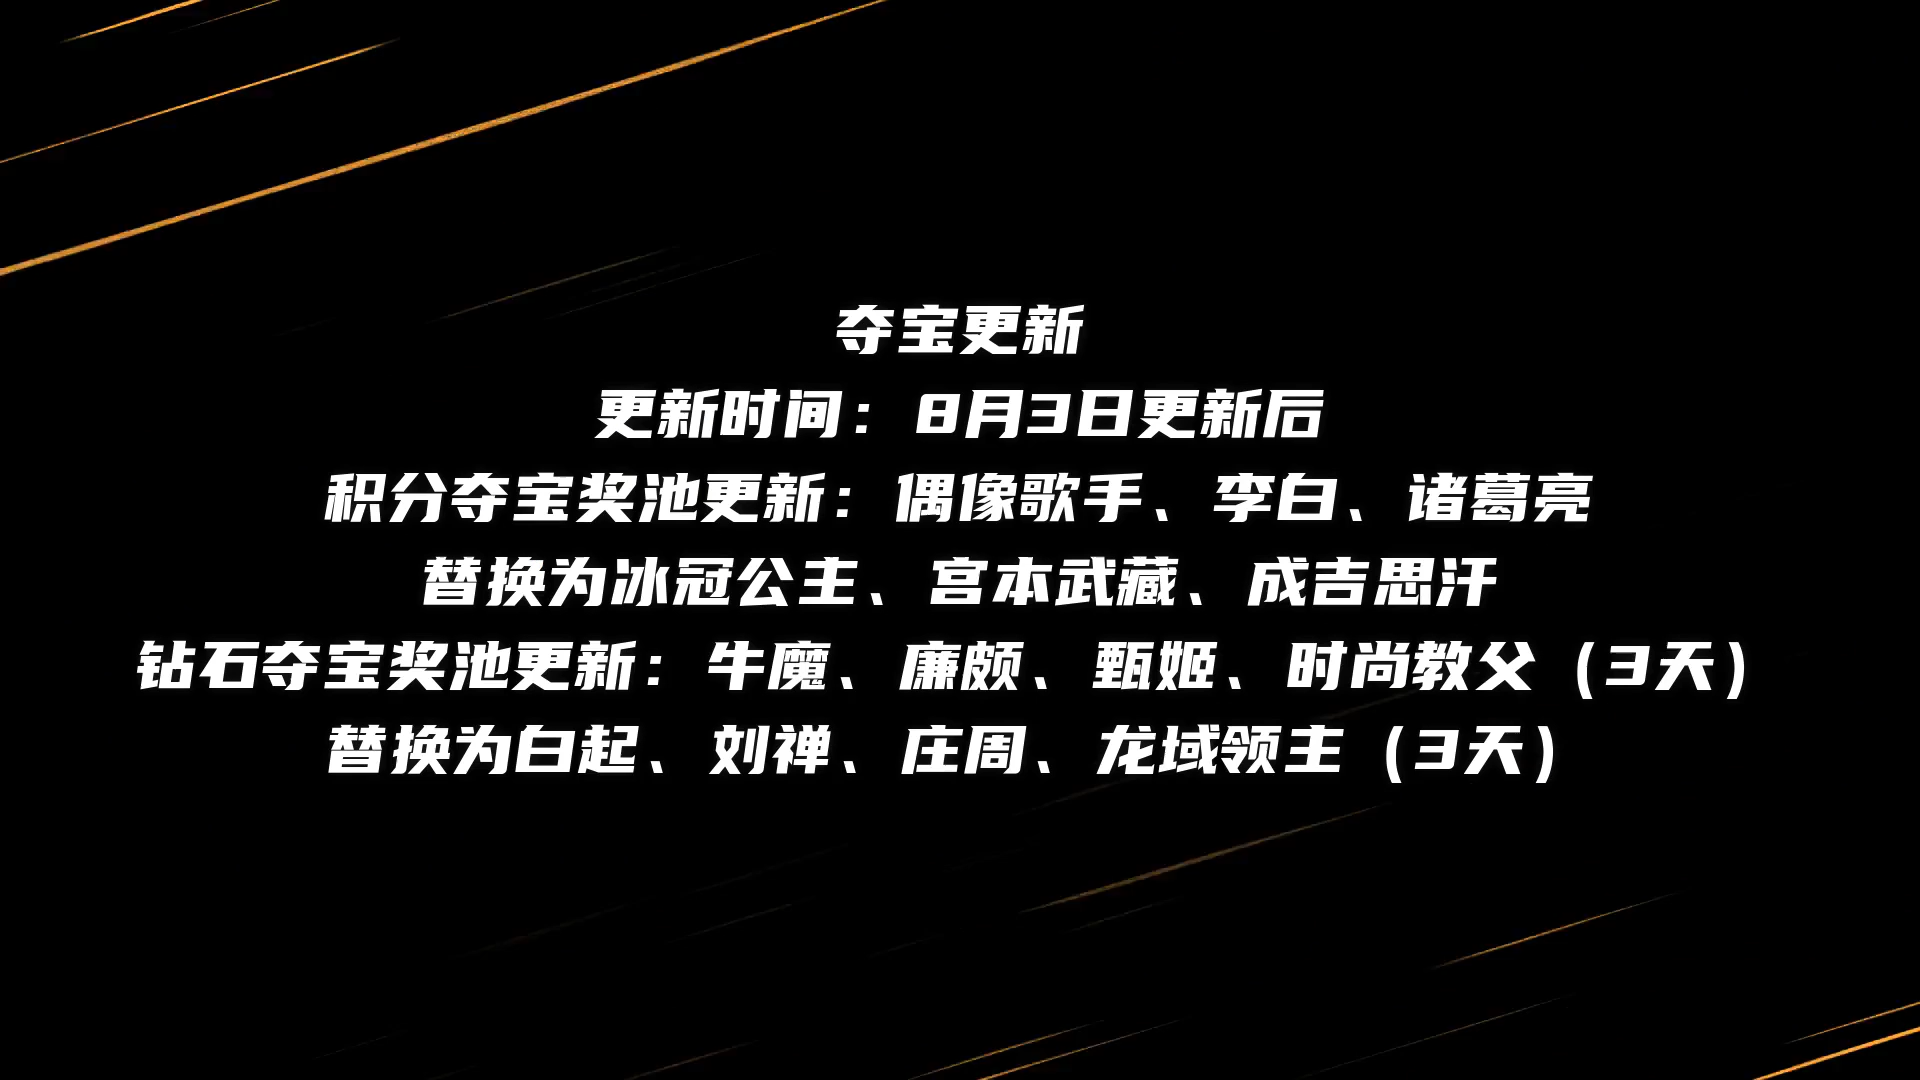 夺宝更新
更新时间：8月3日更新后
积分夺宝奖池更新：偶像歌手、李白、诸葛亮
替换为冰冠公主、宫本武藏、成吉思汗
钻石夺宝奖池更新：牛魔、廉颇、甄姬、时尚教父（3天）
替换为白起、刘禅、庄周、龙域领主（3天）